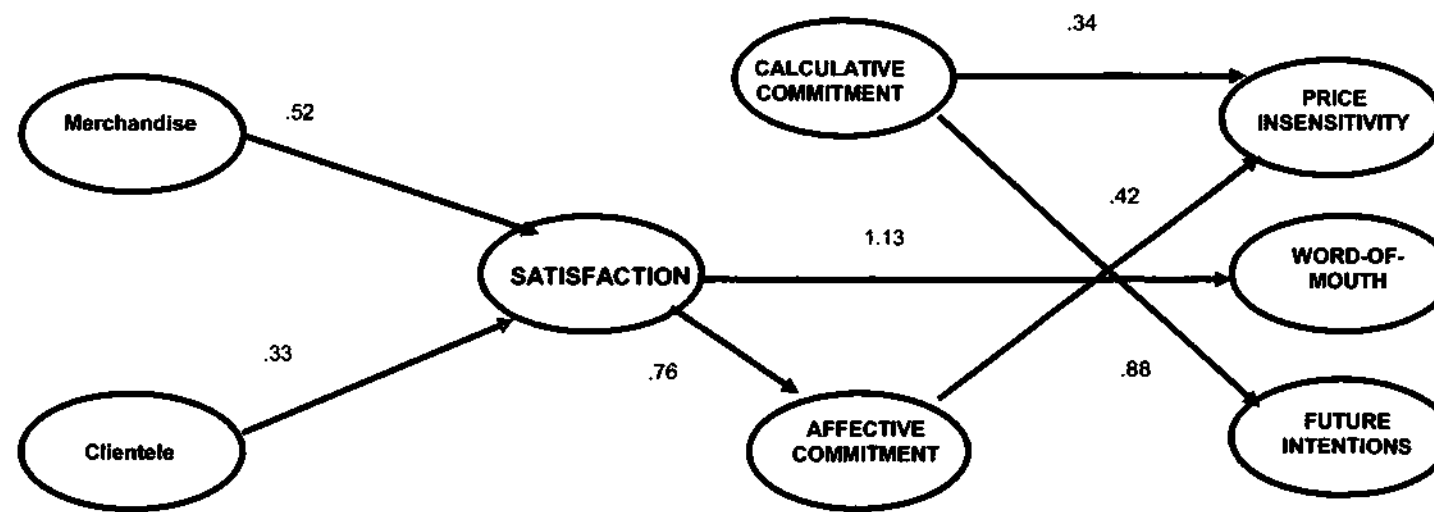 .34
CALCULATIVE
COMMITMENT
PRICE
INSENSITIVITY
Merchandise
.52
.42
1.13
WORD-OF-
MOUTH
SATISFACTION
.33
.76
.88
AFFECTIVE
COMMITMENT
FUTURE
INTENTIONS
Clientele